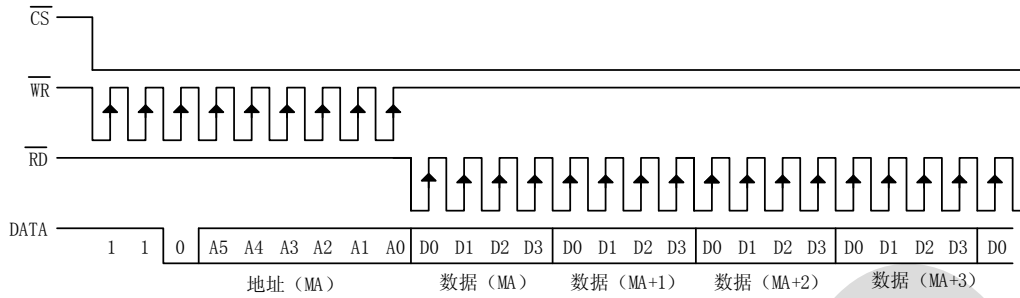 CS
WR
RD
DATA 1 1 0 A5 A4 A3 A2 A1 A0 D0 D1 D2 D3 D0 D1 D2 D3 D0 D1 D2 D3 D0 D1 D2 D3 D0
地址（MA） 数据（MA） 数据（MA+1） 数据（MA+2） 数据（MA+3）